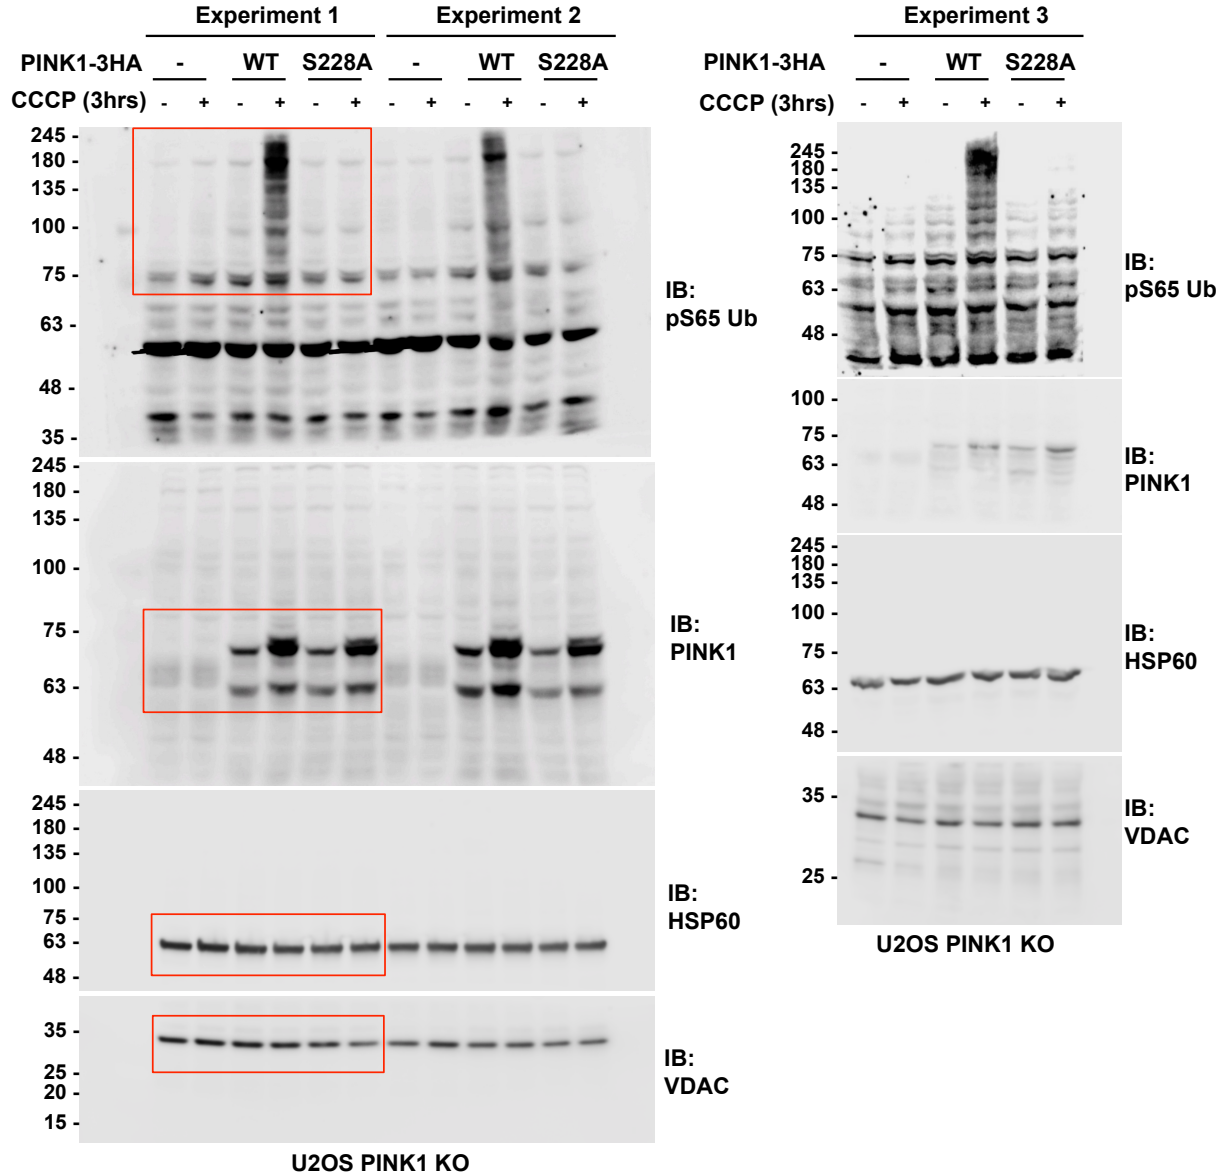 Experiment 1 Experiment 2 Experiment 3
PINK1-3HA - WT S228A - WT S228A PINK1-3HA - WT S228A
CCCP (3hrs) - + - + - + - + - + - + CCCP (3hrs) - + - + - +
245 -
180 -
135 -
100 -
75 -
63 -
48 -
35 -
IB:
pS65 Ub
245 -
180 -
135 -
100 -
75 -
63 -
48 -
IB:
PINK1
245 -
180 -
135 -
100 -
75 -
63 -
48 -
IB:
HSP60
35 -
25 -
20 -
15 -
IB:
VDAC
U2OS PINK1 KO
245 -
180 -
135 -
100 -
75 -
63 -
48 -
IB:
pS65 Ub
100 -
75 -
63 -
48 -
IB:
PINK1
245 -
180 -
135 -
100 -
75 -
63 -
48 -
IB:
HSP60
35 -
25 -
IB:
VDAC
U2OS PINK1 KO